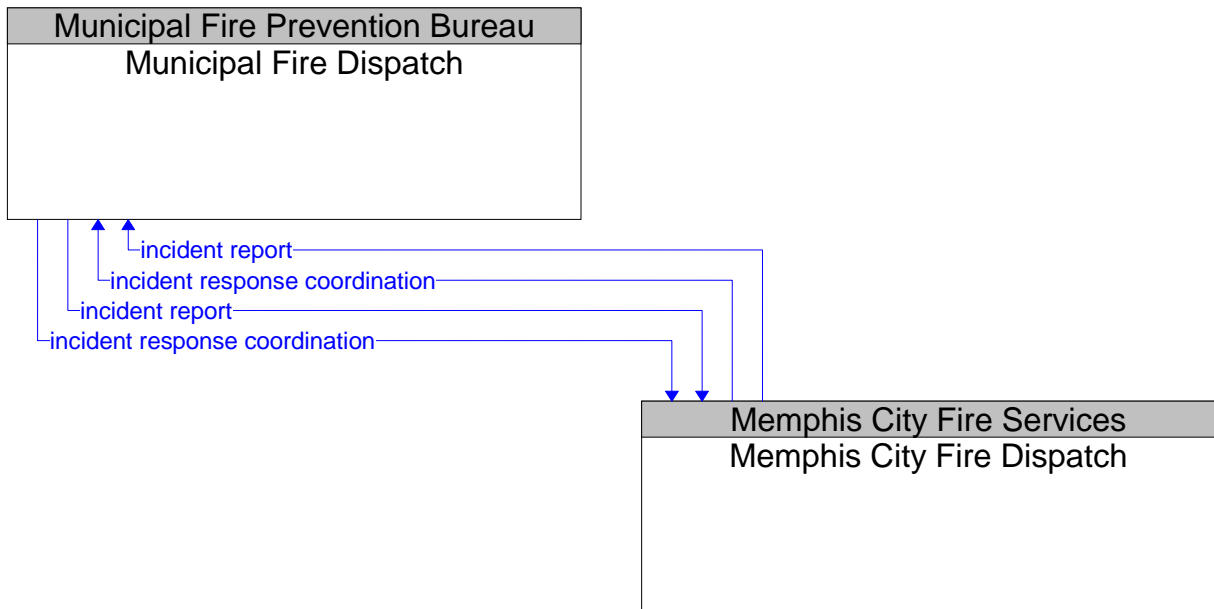 Municipal Fire Prevention Bureau
Municipal Fire Dispatch
incident report
incident response coordination
incident report
incident response coordination
Memphis City Fire Services
Memphis City Fire Dispatch